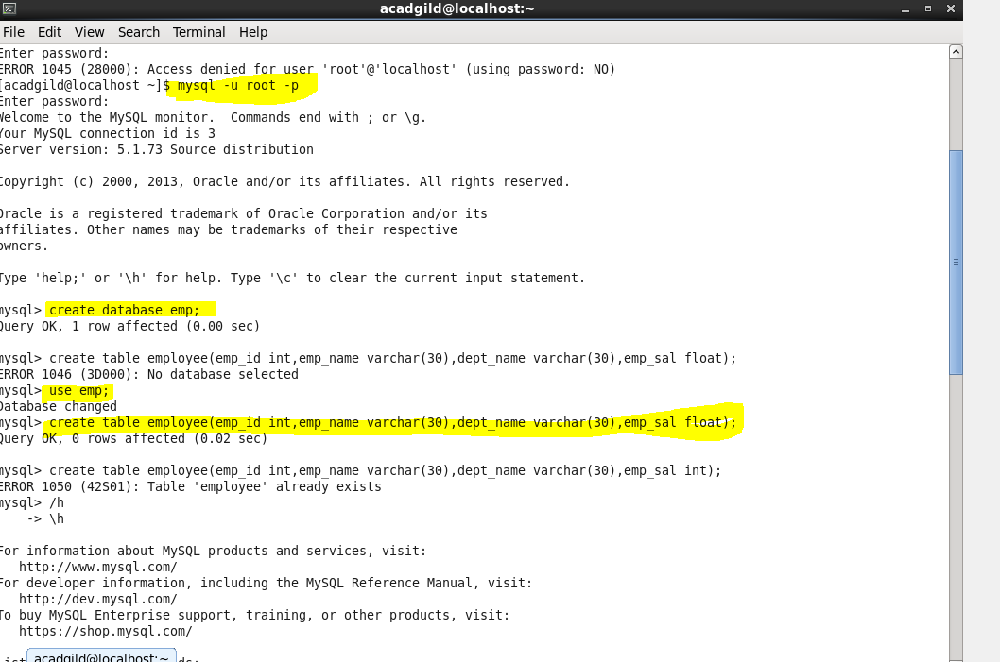 acadgild@localhost:~
File Edit View Search Terminal Help
Enter password:
ERROR 1045 (28000): Access denied for user 'root'@'localhost' (using password: NO)
[acadgild@localhost ~]$ mysql -u root -p
Enter password:
Welcome to the MySQL monitor.  Commands end with ; or \g.
Your MySQL connection id is 3
Server version: 5.1.73 Source distribution
Copyright (c) 2000, 2013, Oracle and/or its affiliates. All rights reserved.
Oracle is a registered trademark of Oracle Corporation and/or its
affiliates. Other names may be trademarks of their respective
owners.
Type 'help;' or '\h' for help. Type '\c' to clear the current input statement.
mysql> create database emp;
Query OK, 1 row affected (0.00 sec)
mysql> create table employee(emp_id int,emp_name varchar(30),dept_name varchar(30),emp_sal float);
ERROR 1046 (3D000): No database selected
mysql> use emp;
Database changed
mysql> create table employee(emp_id int,emp_name varchar(30),dept_name varchar(30),emp_sal float);
Query OK, 0 rows affected (0.02 sec)
mysql> create table employee(emp_id int,emp_name varchar(30),dept_name varchar(30),emp_sal int);
ERROR 1050 (42S01): Table 'employee' already exists
mysql> /h
    -> \h
For information about MySQL products and services, visit:
   http://www.mysql.com/
For developer information, including the MySQL Reference Manual, visit:
   http://dev.mysql.com/
To buy MySQL Enterprise support, training, or other products, visit:
   https://shop.mysql.com/
acadgild@localhost:~